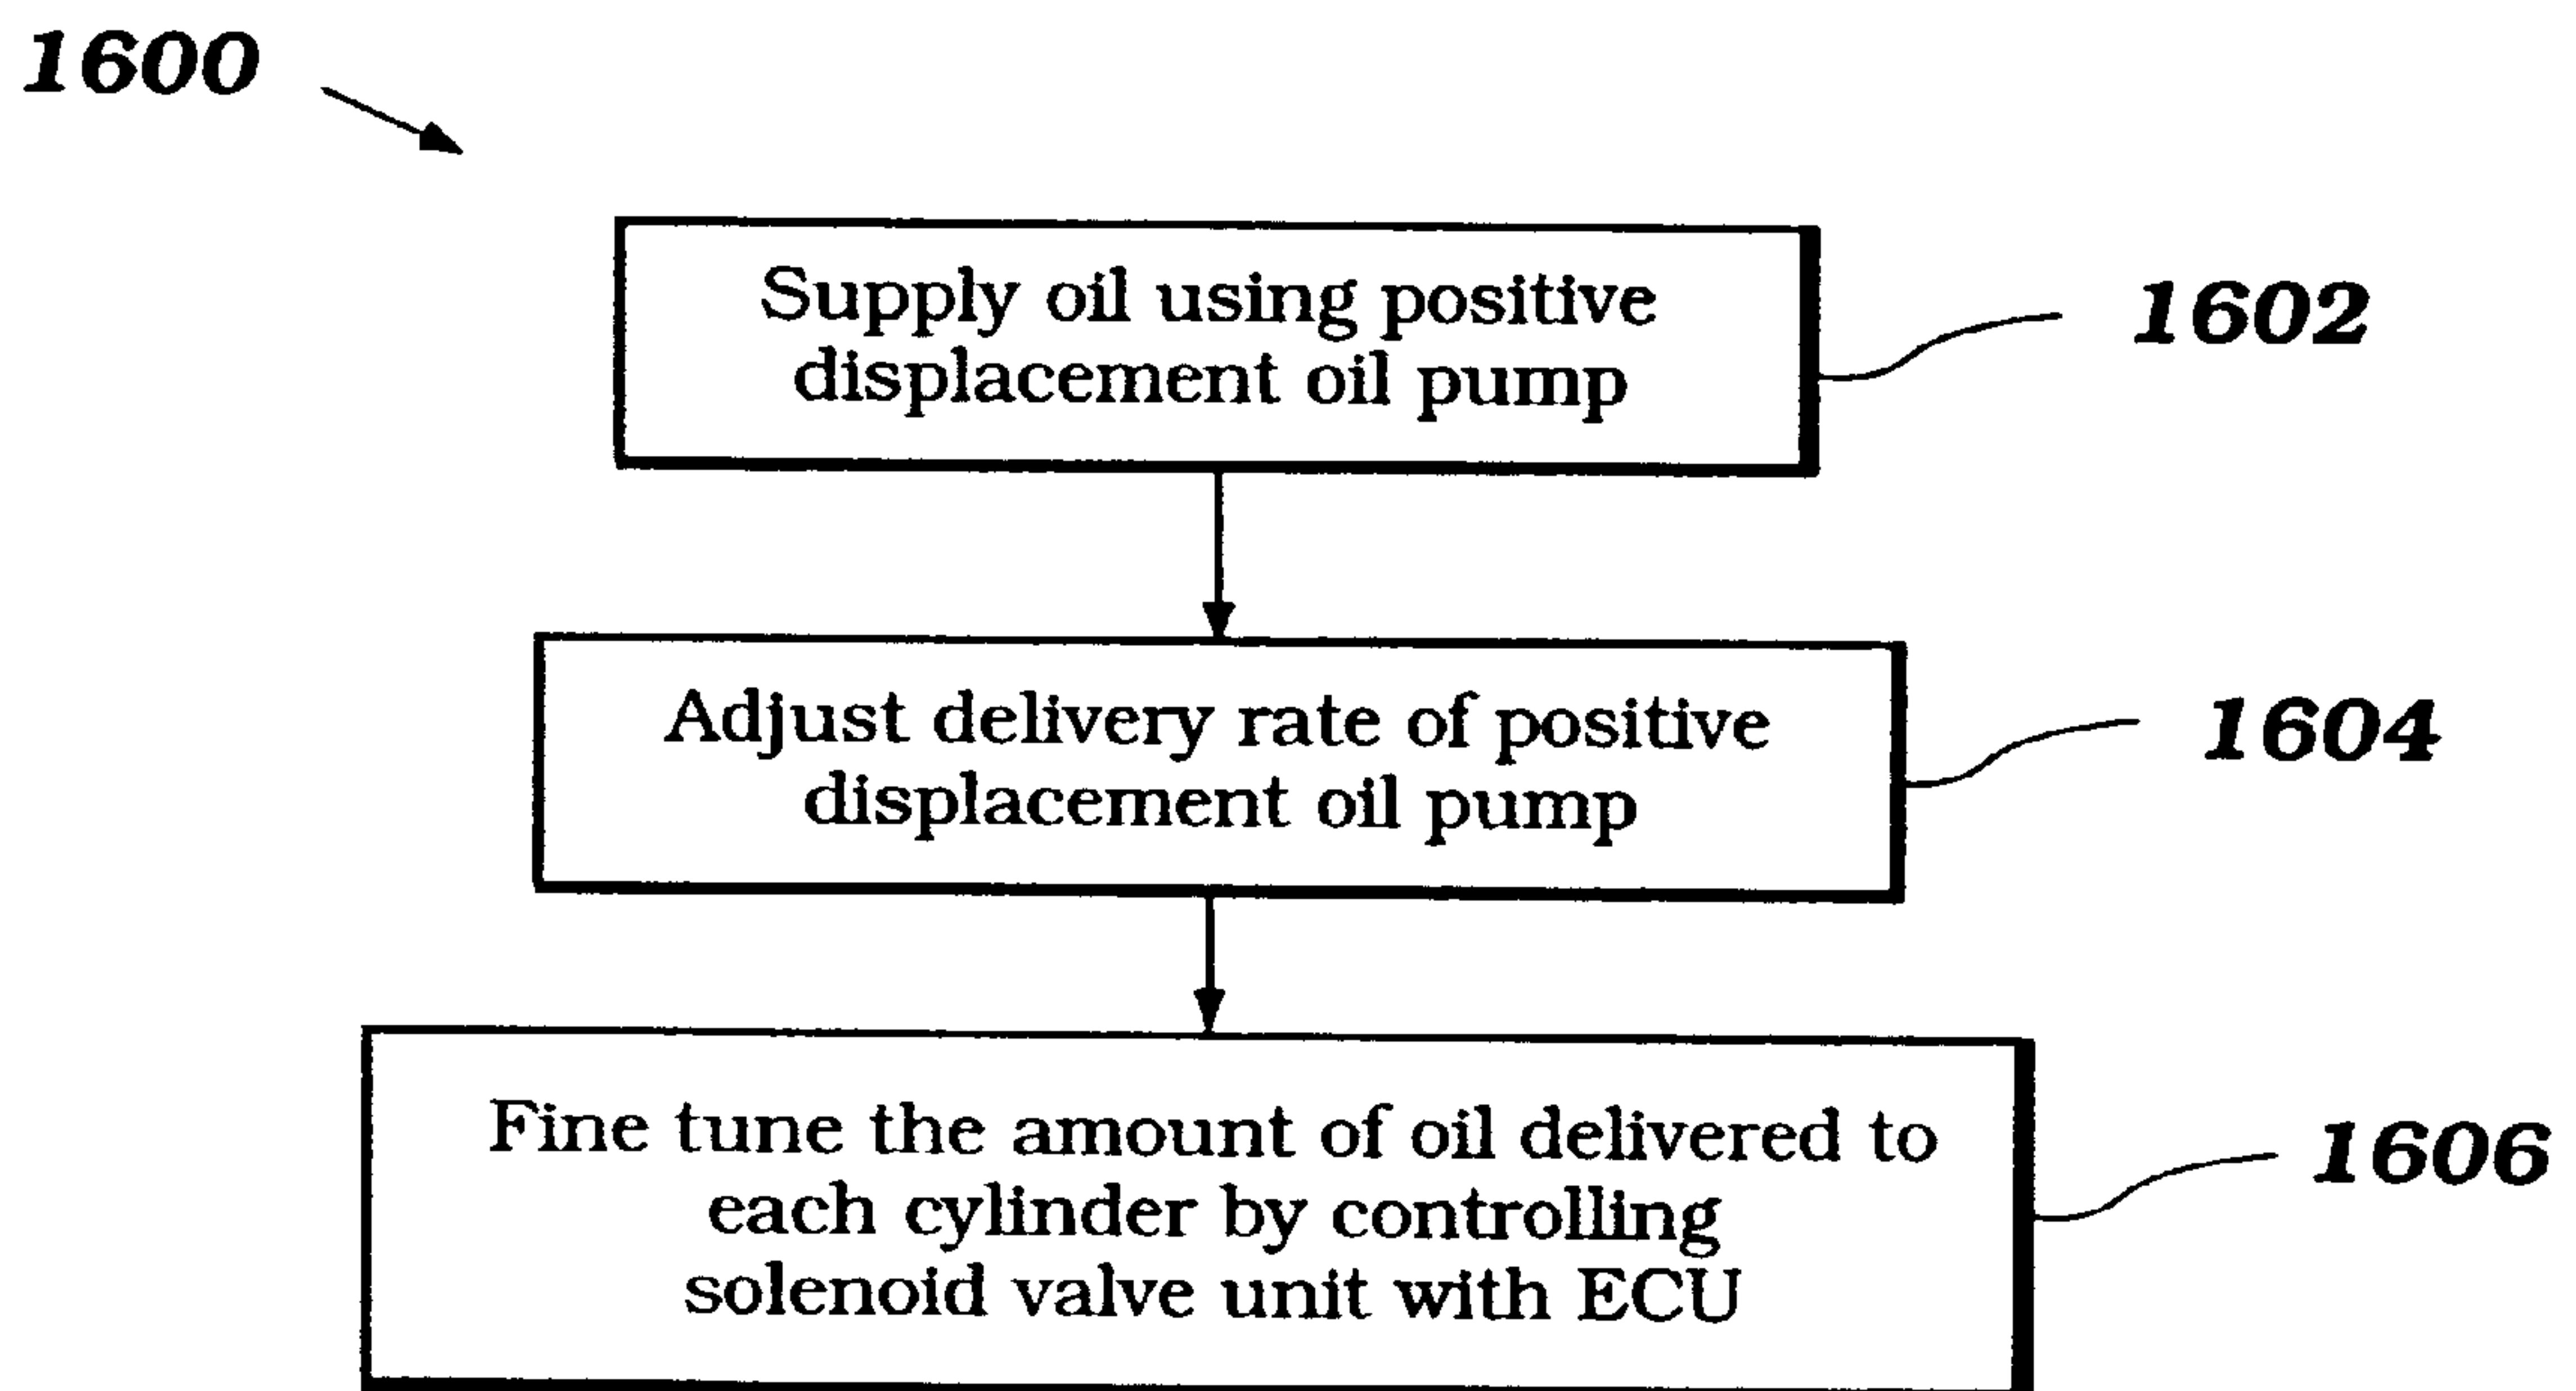 1600
Supply oil using positive
displacement oil pump
1602
Adjust delivery rate of positive
displacement oil pump
1604
Fine tune the amount of oil delivered to
each cylinder by controlling
solenoid valve unit with ECU
1606